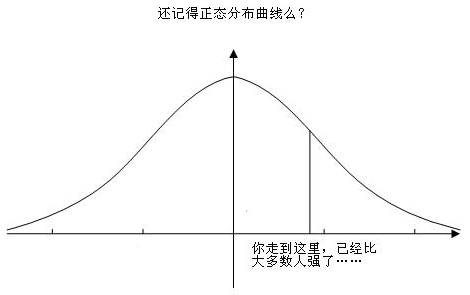 还记得正态分布曲线么?
你走到这里,已经比
大多数人强了……